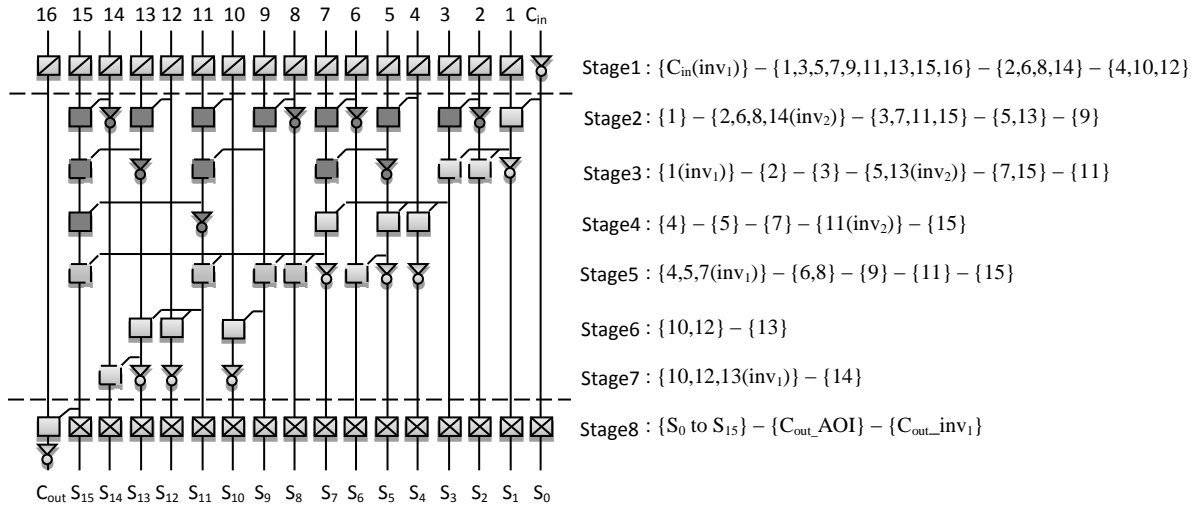 16 15 14 13 12 11 10 9 8 7 6 5 4 3 2 1 C_in
Stage1 : {C_in(inv₁)} – {1,3,5,7,9,11,13,15,16} – {2,6,8,14} – {4,10,12}
Stage2 : {1} – {2,6,8,14(inv₂)} – {3,7,11,15} – {5,13} – {9}
Stage3 : {1(inv₁)} – {2} – {3} – {5,13(inv₂)} – {7,15} – {11}
Stage4 : {4} – {5} – {7} – {11(inv₂)} – {15}
Stage5 : {4,5,7(inv₁)} – {6,8} – {9} – {11} – {15}
Stage6 : {10,12} – {13}
Stage7 : {10,12,13(inv₁)} – {14}
Stage8 : {S₀ to S₁₅} – {C_out_AOI} – {C_out_inv₁}
C_out S₁₅ S₁₄ S₁₃ S₁₂ S₁₁ S₁₀ S₉ S₈ S₇ S₆ S₅ S₄ S₃ S₂ S₁ S₀